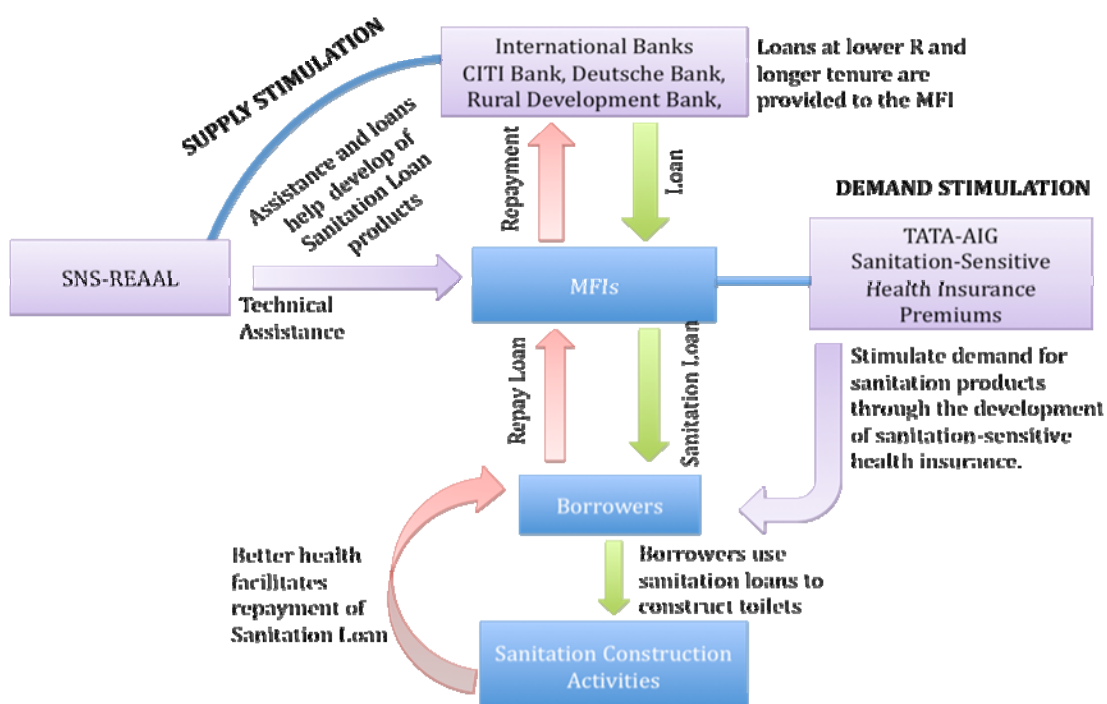 SUPPLY STIMULATION
International Banks
CITI Bank, Deutsche Bank,
Rural Development Bank,
Loans at lower R and
longer tenure are
provided to the MFI
Assistance and loans
help develop of
Sanitation Loan
products
Repayment
Loan
DEMAND STIMULATION
SNS-REAAL
Technical
Assistance
MFIs
TATA-AIG
Sanitation-Sensitive
Health Insurance
Premiums
Repay Loan
Sanitation Loan
Stimulate demand for
sanitation products
through the development
of sanitation-sensitive
health insurance.
Borrowers
Better health
facilitates
repayment of
Sanitation Loan
Borrowers use
sanitation loans to
construct toilets
Sanitation Construction
Activities